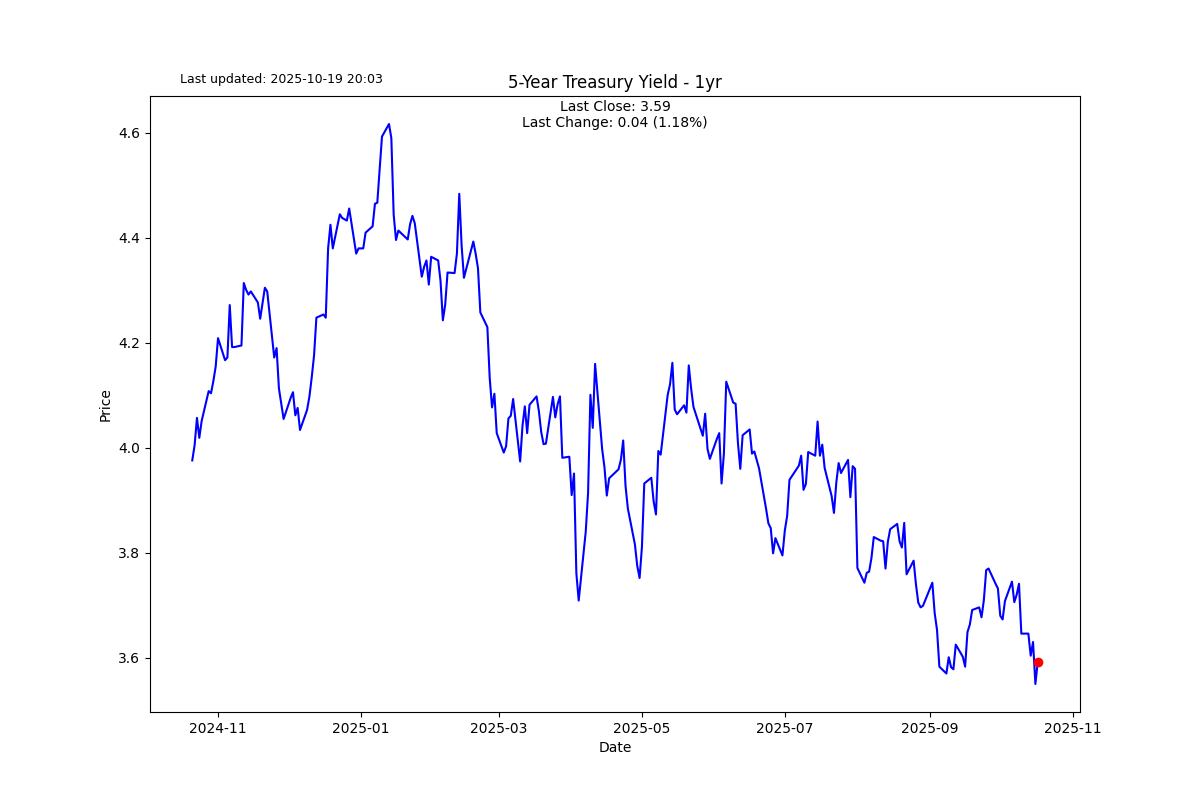 Last updated: 2025-10-19 20:03
5-Year Treasury Yield - 1yr
Last Close: 3.59
Last Change: 0.04 (1.18%)
Price
4.6
4.4
4.2
4.0
3.8
3.6
2024-11
2025-01
2025-03
2025-05
2025-07
2025-09
2025-11
Date